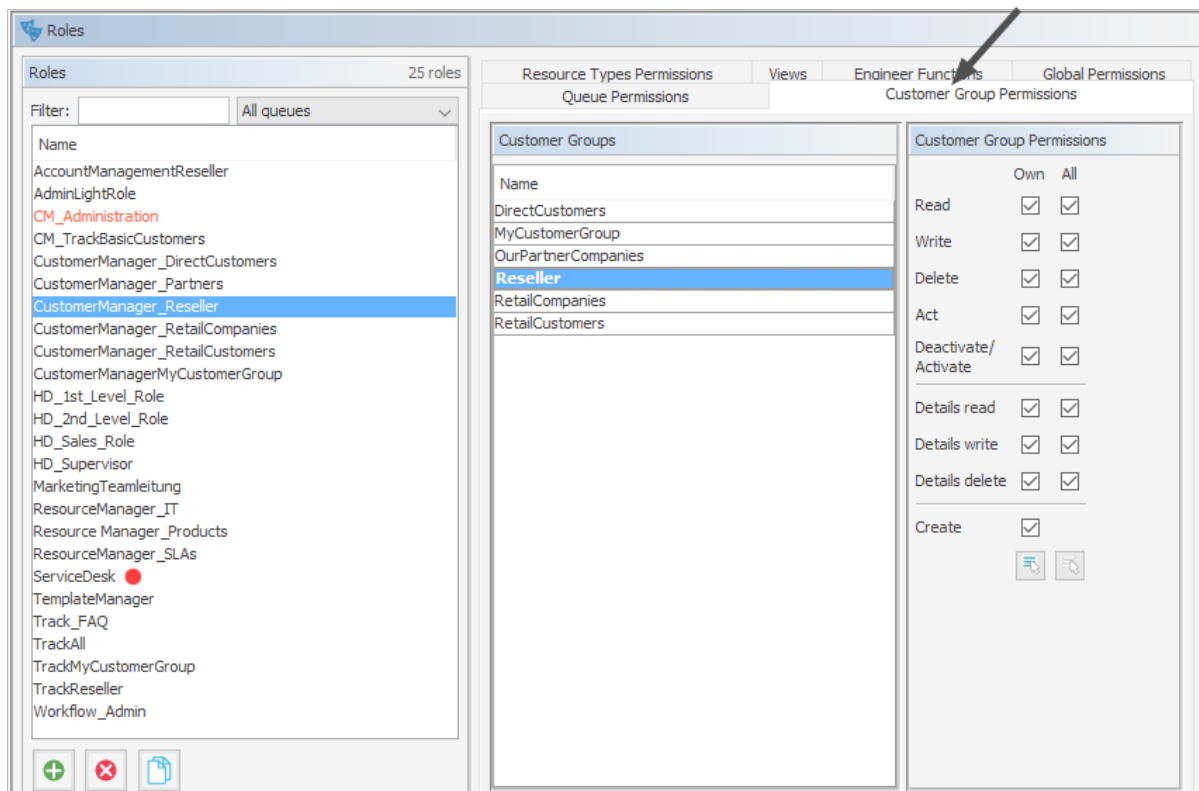 Roles
Roles 25 roles
Filter: All queues
Name
AccountManagementReseller
AdminLightRole
CM_Administration
CM_TrackBasicCustomers
CustomerManager_DirectCustomers
CustomerManager_Partners
CustomerManager_Reseller
CustomerManager_RetailCompanies
CustomerManager_RetailCustomers
CustomerManagerMyCustomerGroup
HD_1st_Level_Role
HD_2nd_Level_Role
HD_Sales_Role
HD_Supervisor
MarketingTeamleitung
ResourceManager_IT
Resource Manager_Products
ResourceManager_SLAs
ServiceDesk
TemplateManager
Track_FAQ
TrackAll
TrackMyCustomerGroup
TrackReseller
Workflow_Admin
Resource Types Permissions Views Engineer Functions Global Permissions
Queue Permissions Customer Group Permissions
Customer Groups
Name
DirectCustomers
MyCustomerGroup
OurPartnerCompanies
Reseller
RetailCompanies
RetailCustomers
Customer Group Permissions
Own All
Read
Write
Delete
Act
Deactivate/
Activate
Details read
Details write
Details delete
Create